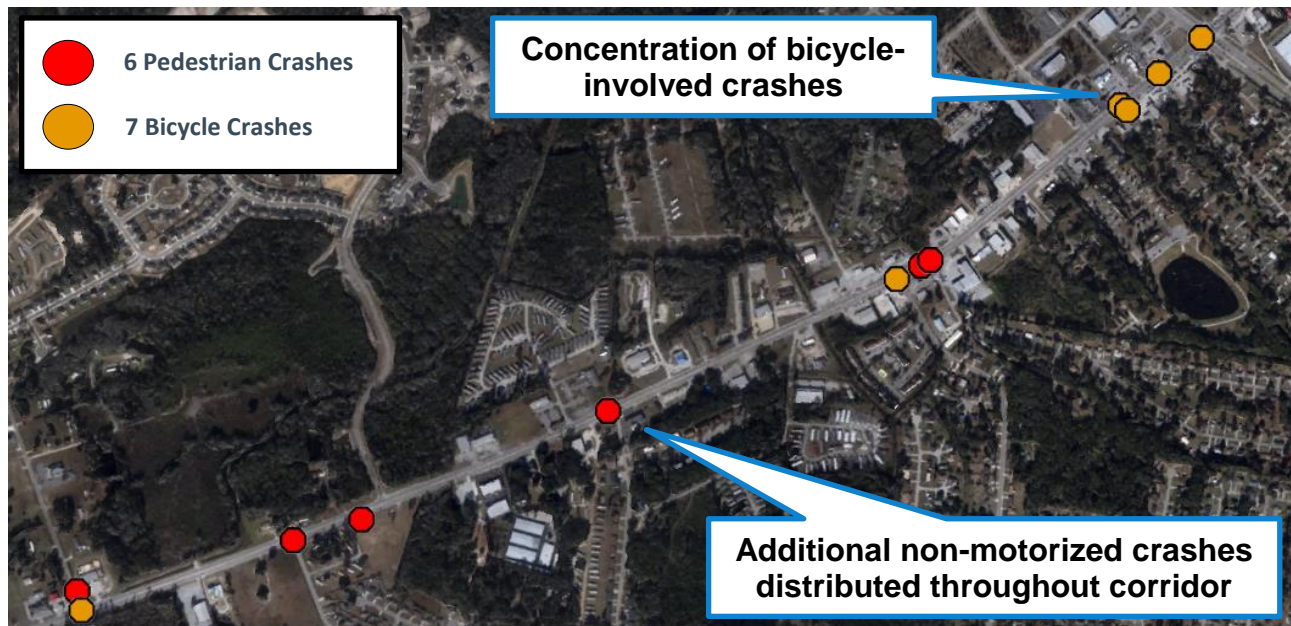 6 Pedestrian Crashes
7 Bicycle Crashes
Concentration of bicycle-
involved crashes
Additional non-motorized crashes
distributed throughout corridor